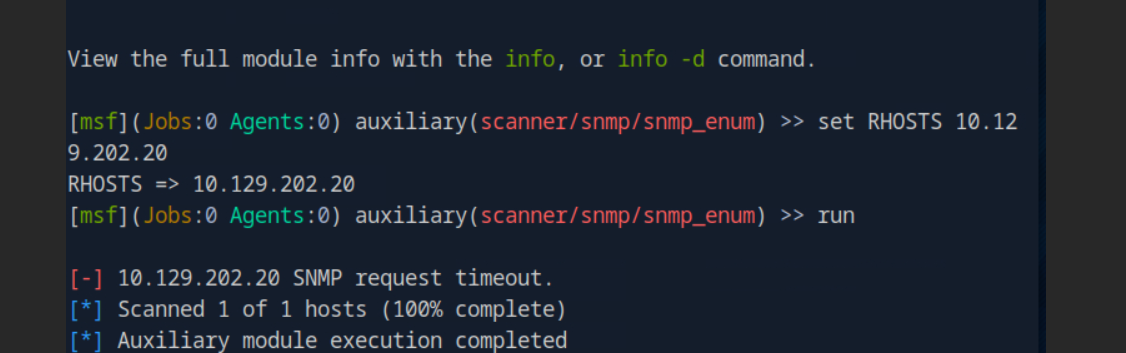 View the full module info with the info, or info -d command.
[msf](Jobs:0 Agents:0) auxiliary(scanner/snmp/snmp_enum) >> set RHOSTS 10.12
9.202.20
RHOSTS => 10.129.202.20
[msf](Jobs:0 Agents:0) auxiliary(scanner/snmp/snmp_enum) >> run
[-] 10.129.202.20 SNMP request timeout.
[*] Scanned 1 of 1 hosts (100% complete)
[*] Auxiliary module execution completed